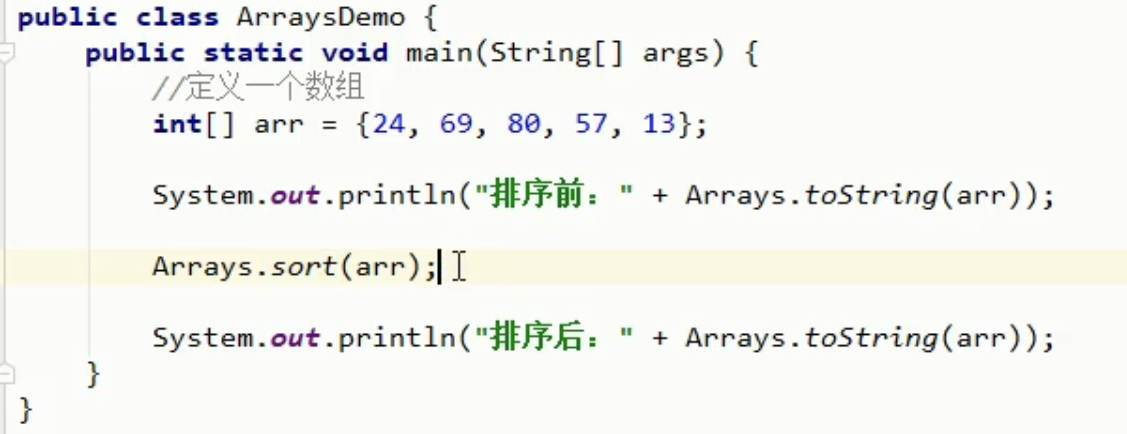 public class ArraysDemo {
    public static void main(String[] args) {
        //定义一个数组
        int[] arr = {24, 69, 80, 57, 13};
        System.out.println("排序前：" + Arrays.toString(arr));
        Arrays.sort(arr);
        System.out.println("排序后：" + Arrays.toString(arr));
    }
}